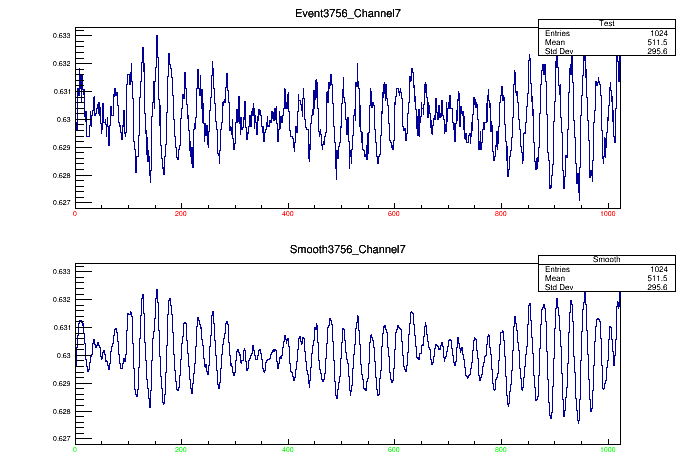 Event3756_Channel7
Test
Entries 1024
Mean 511.5
Std Dev 295.6
0.633
0.632
0.631
0.63
0.629
0.628
0.627
0 200 400 600 800 1000
Smooth3756_Channel7
Smooth
Entries 1024
Mean 511.5
Std Dev 295.6
0.633
0.632
0.631
0.63
0.629
0.628
0.627
0 200 400 600 800 1000